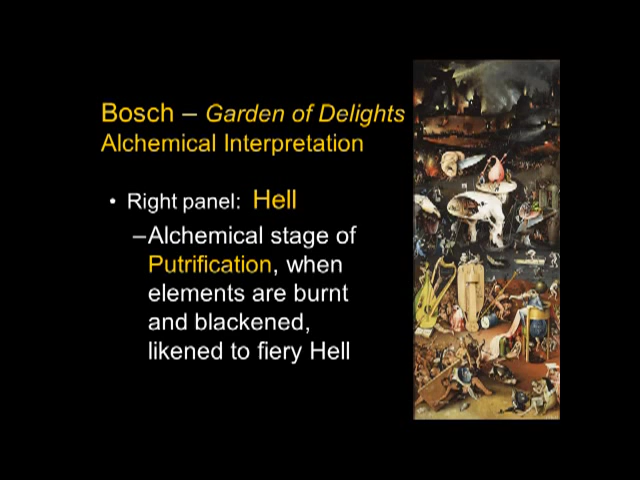 Bosch – Garden of Delights
Alchemical Interpretation
• Right panel: Hell
–Alchemical stage of
Putrification, when
elements are burnt
and blackened,
likened to fiery Hell